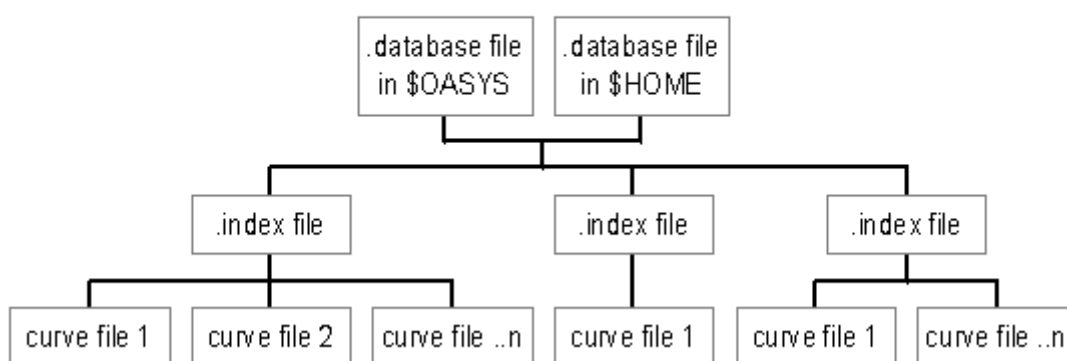 .database file
in $OASYS
.database file
in $HOME
.index file
.index file
.index file
curve file 1
curve file 2
curve file ..n
curve file 1
curve file 1
curve file ..n